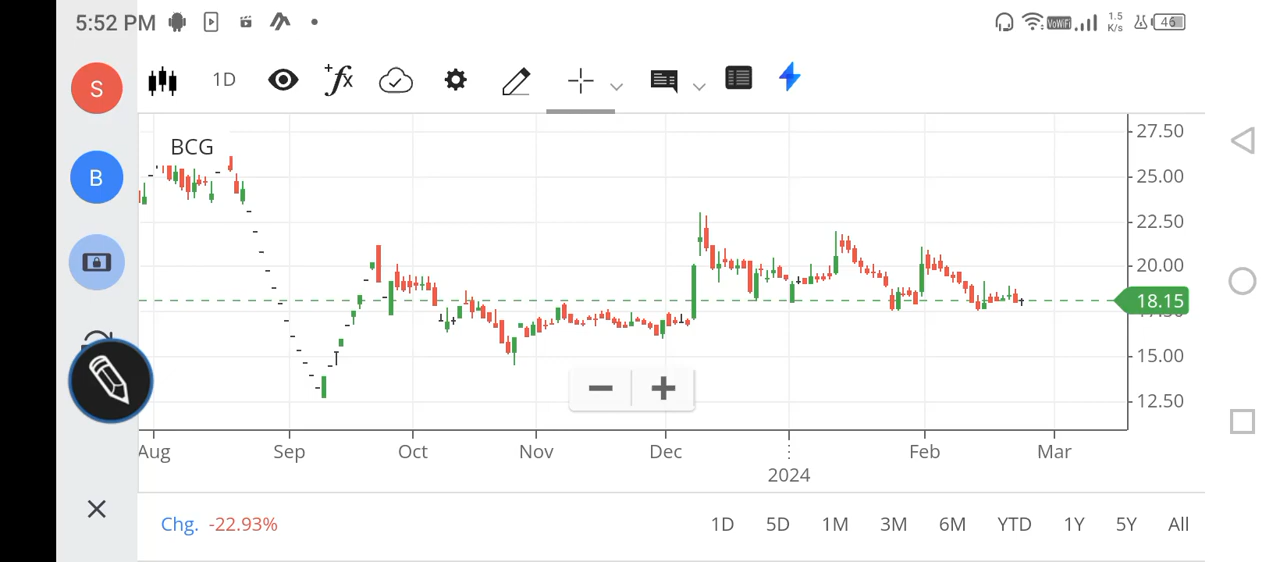 5:52 PM
VoWiFi 1.5 K/s 46
S
1D
fx
B
BCG
27.50
25.00
22.50
20.00
18.15
15.00
12.50
Aug Sep Oct Nov Dec Feb Mar
2024
Chg. -22.93% 1D 5D 1M 3M 6M YTD 1Y 5Y All